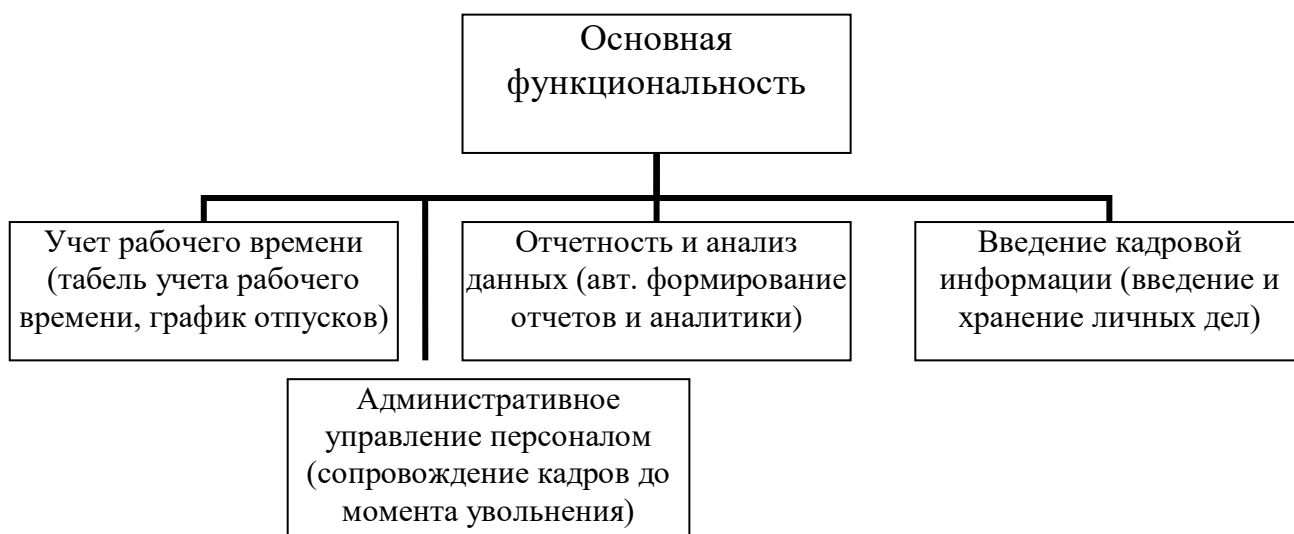 Основная
функциональность
Учет рабочего времени
(табель учета рабочего
времени, график отпусков)
Отчетность и анализ
данных (авт. формирование
отчетов и аналитики)
Введение кадровой
информации (введение и
хранение личных дел)
Административное
управление персоналом
(сопровождение кадров до
момента увольнения)